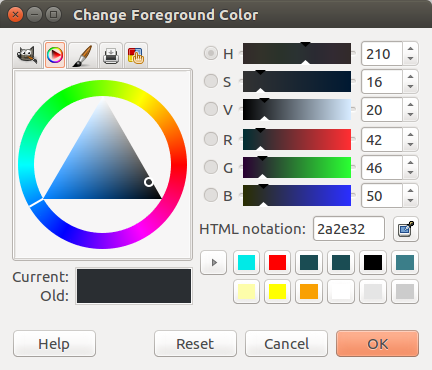 Change Foreground Color
H 210
S 16
V 20
R 42
G 46
B 50
HTML notation: 2a2e32
Current:
Old:
Help Reset Cancel OK